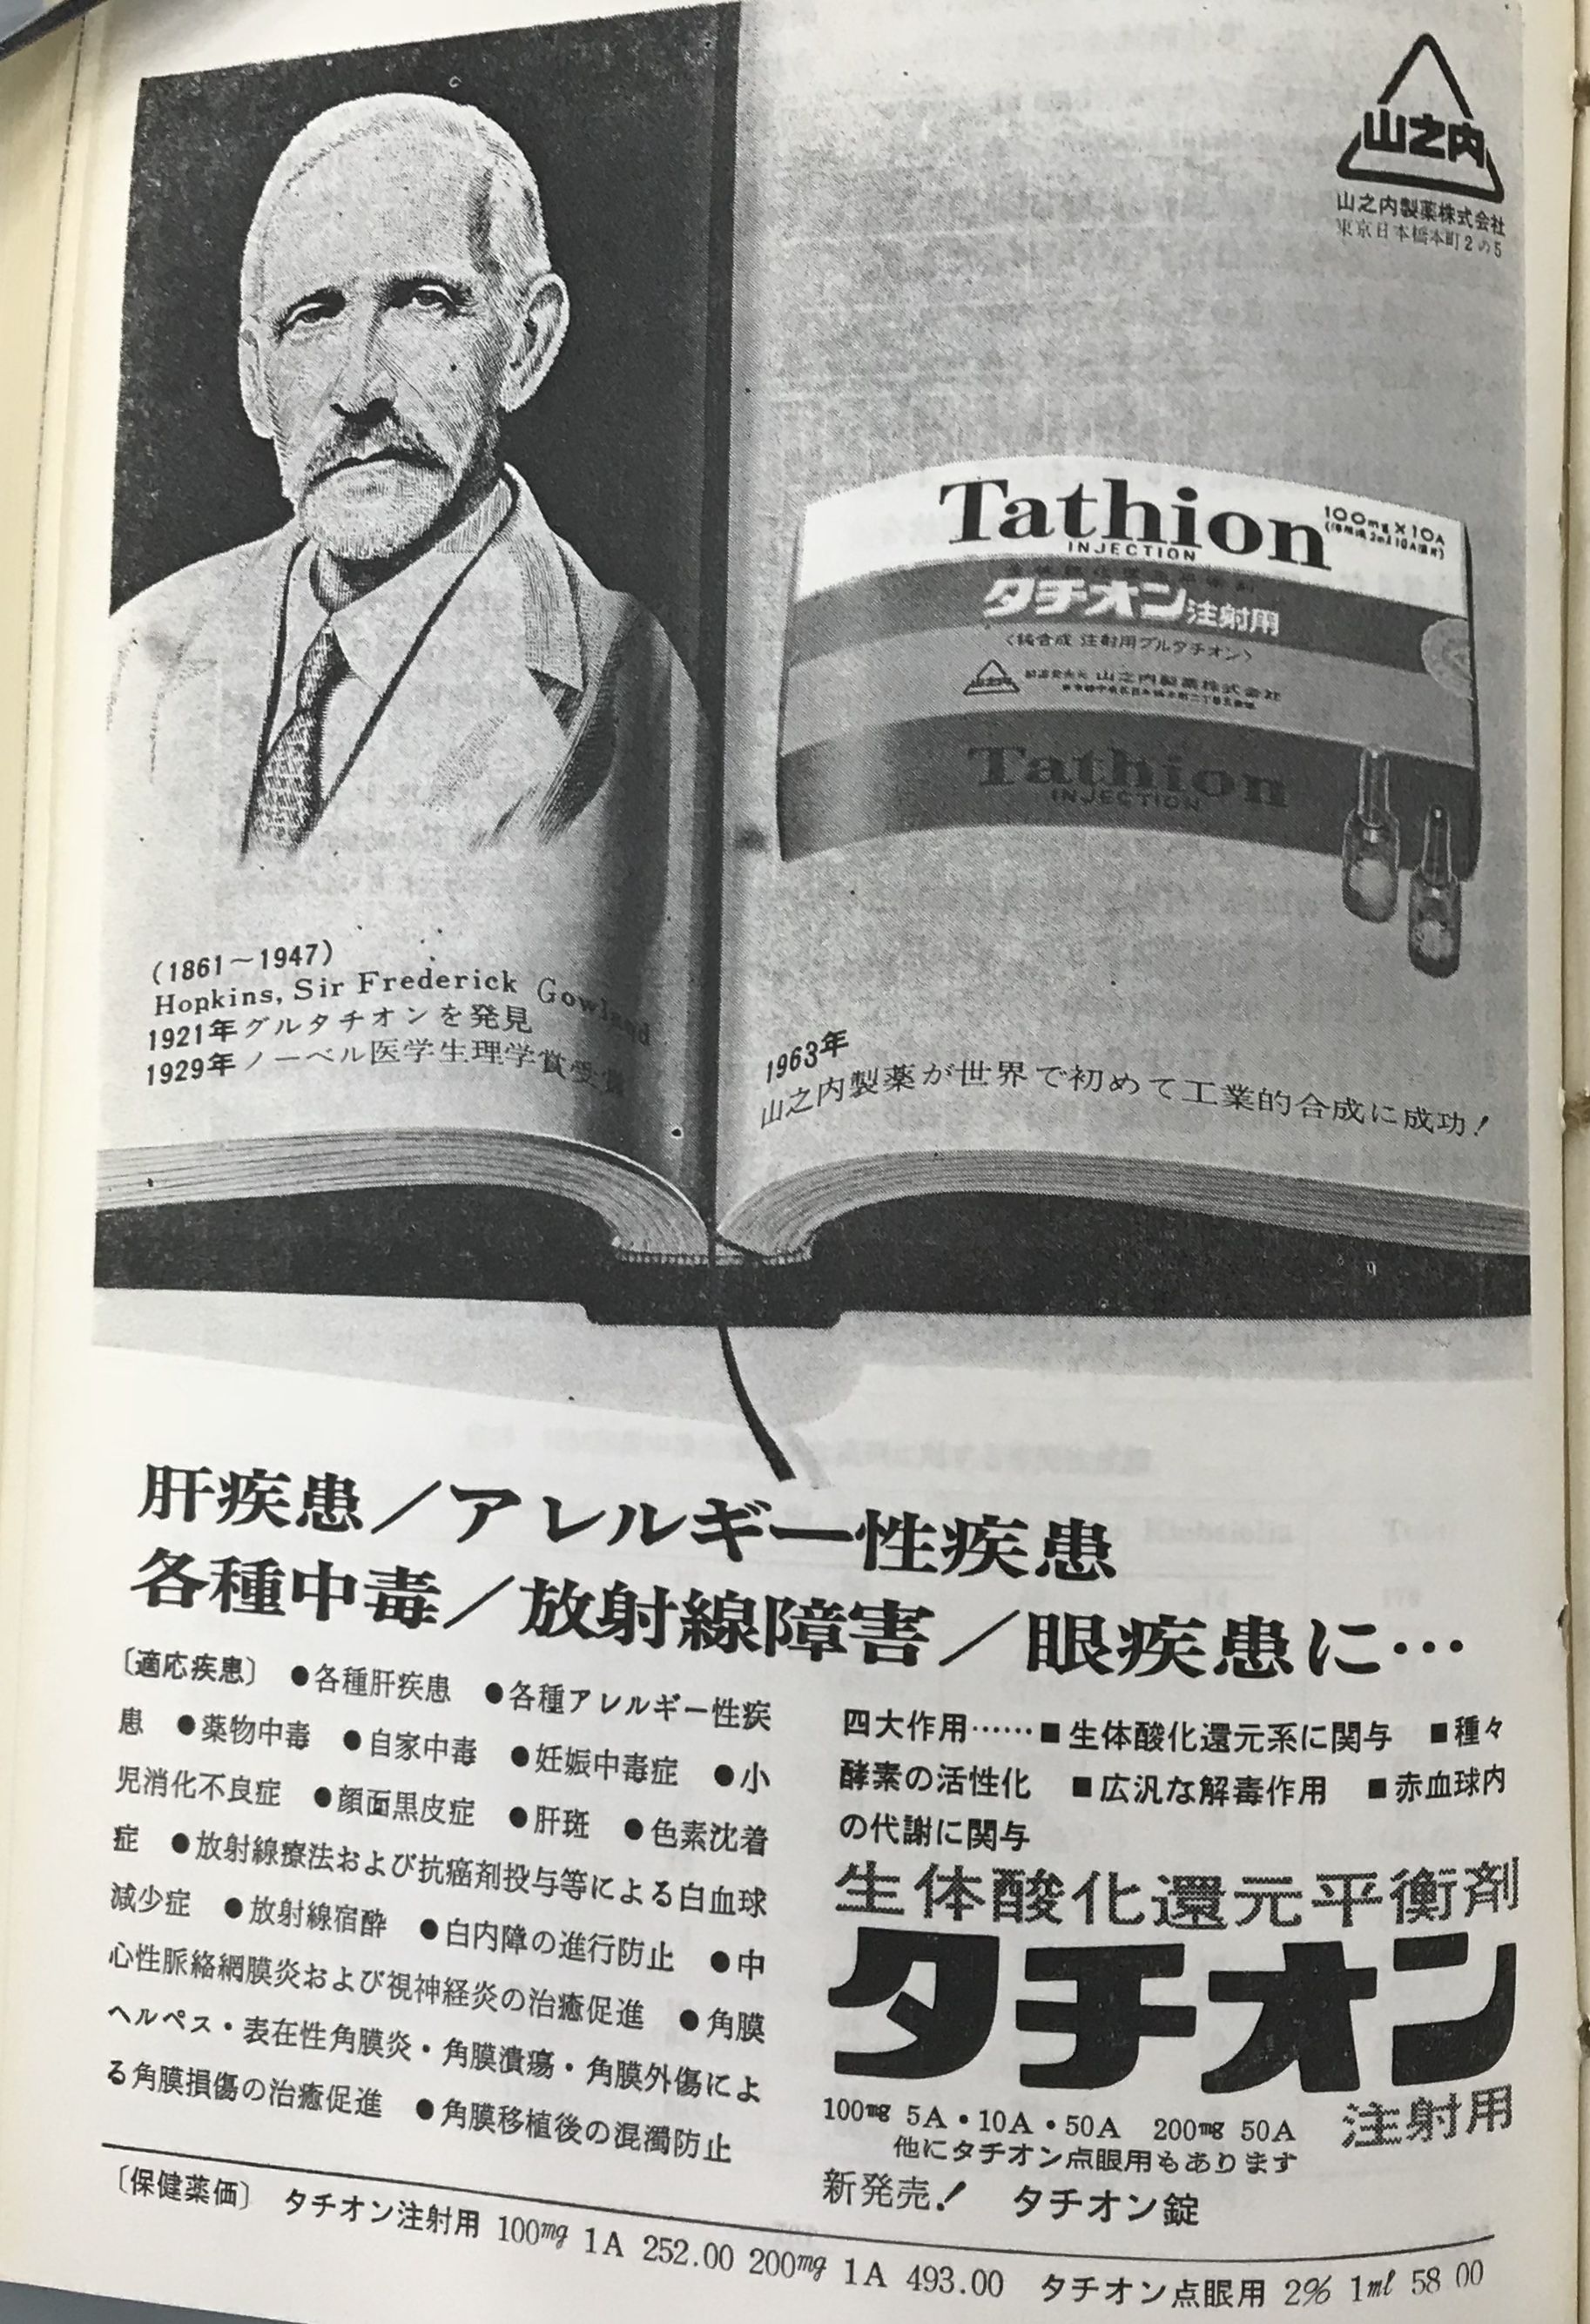 山之内
山之内製薬株式会社
東京日本橋本町2の5
Tathion
100mg×10A
INJECTION
タチオン注射用
〈純合成 注射用グルタチオン〉
山之内 山之内製薬株式会社
Tathion
INJECTION
(1861～1947)
Hopkins, Sir Frederick Gowland
1921年グルタチオンを発見
1929年ノーベル医学生理学賞受賞
1963年
山之内製薬が世界で初めて工業的合成に成功!
肝疾患／アレルギー性疾患
各種中毒／放射線障害／眼疾患に…
〔適応疾患〕 ●各種肝疾患 ●各種アレルギー性疾
患 ●薬物中毒 ●自家中毒 ●妊娠中毒症 ●小
児消化不良症 ●顔面黒皮症 ●肝斑 ●色素沈着
症 ●放射線療法および抗癌剤投与等による白血球
減少症 ●放射線宿酔 ●白内障の進行防止 ●中
心性脈絡網膜炎および視神経炎の治癒促進 ●角膜
ヘルペス・表在性角膜炎・角膜潰瘍・角膜外傷によ
る角膜損傷の治癒促進 ●角膜移植後の混濁防止
四大作用……■生体酸化還元系に関与 ■種々
酵素の活性化 ■広汎な解毒作用 ■赤血球内
の代謝に関与
生体酸化還元平衡剤
タチオン
注射用
100mg 5A・10A・50A 200mg 50A
他にタチオン点眼用もあります
新発売! タチオン錠
〔保健薬価〕 タチオン注射用 100mg 1A 252.00 200mg 1A 493.00 タチオン点眼用 2% 1ml 58 00